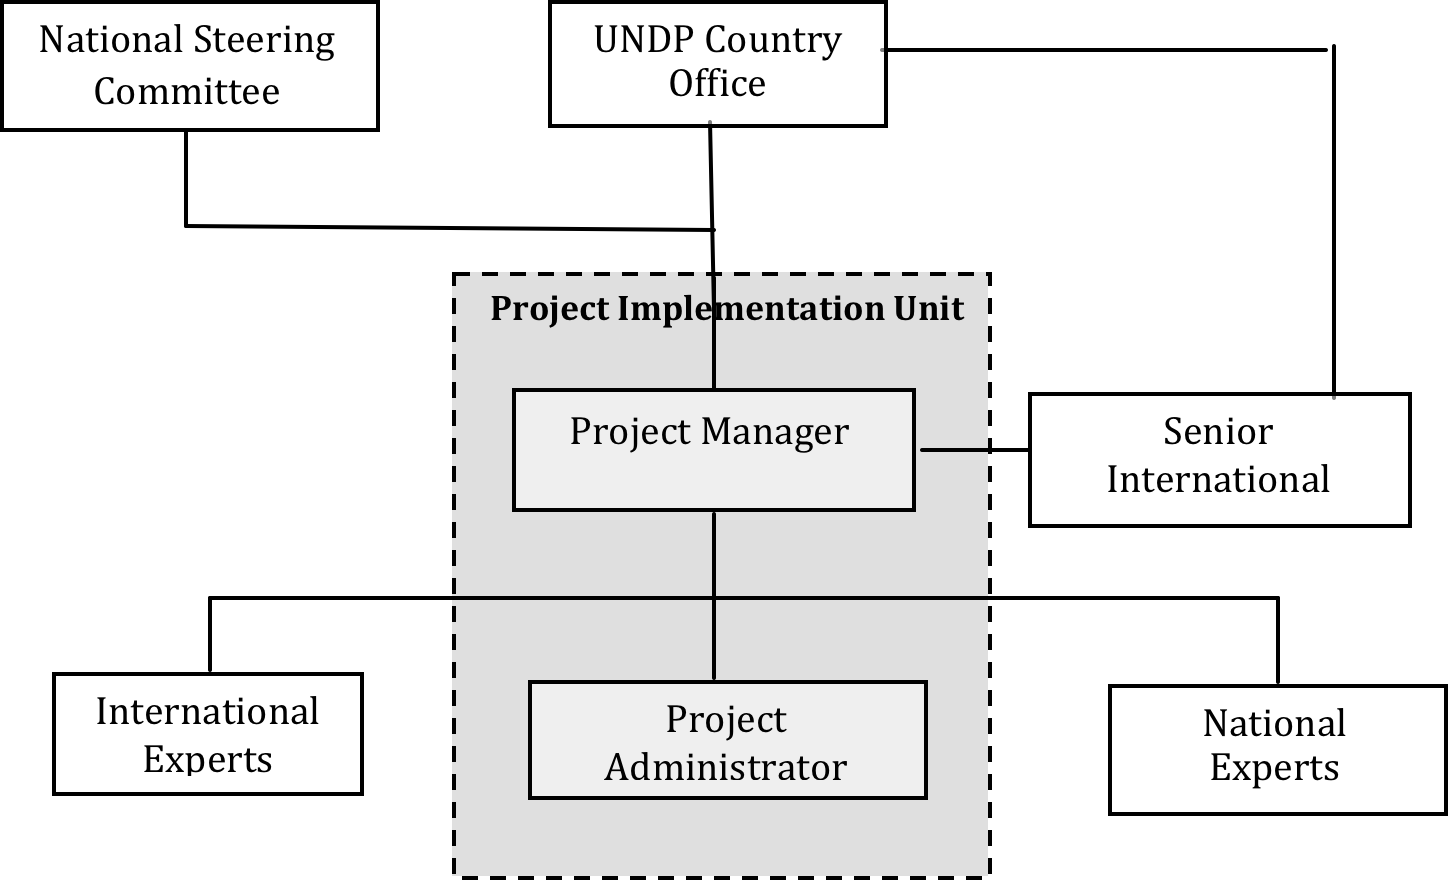 National Steering
Committee
UNDP Country
Office
Project Implementation Unit
Project Manager
Senior
International
International
Experts
Project
Administrator
National
Experts